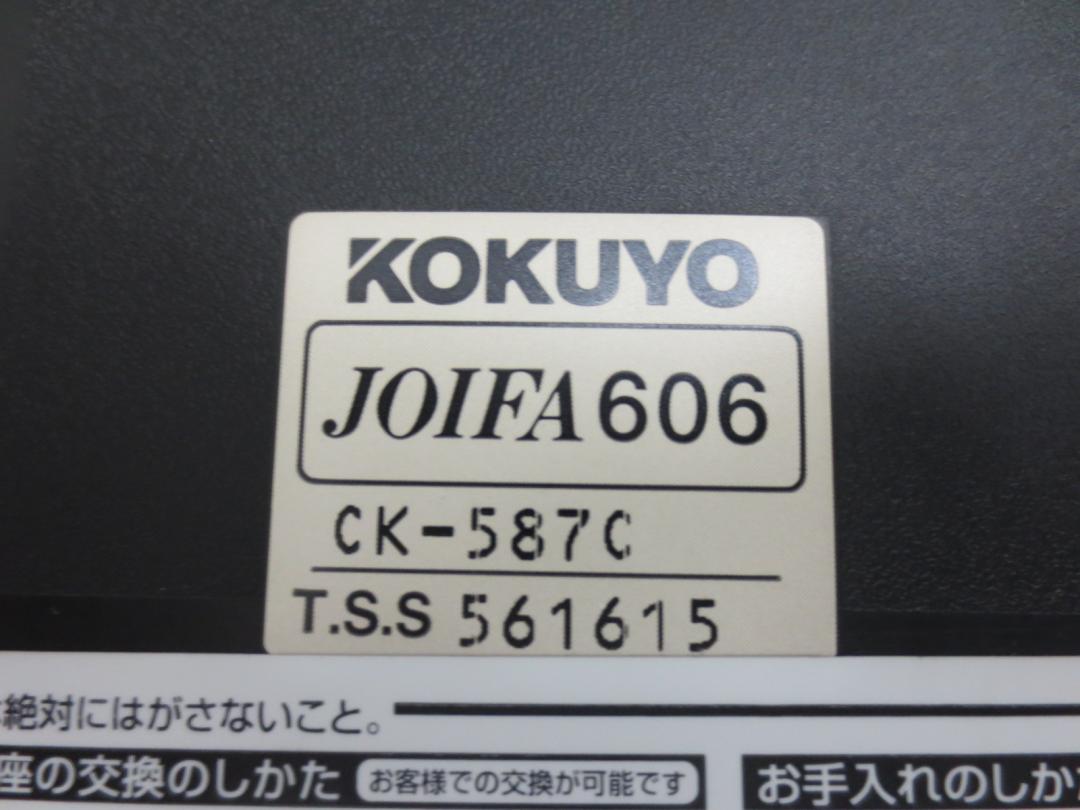 KOKUYO
JOIFA 606
CK-587C
T.S.S 561615
絶対にはがさないこと。
座の交換のしかた お客様での交換が可能です
お手入れのしか